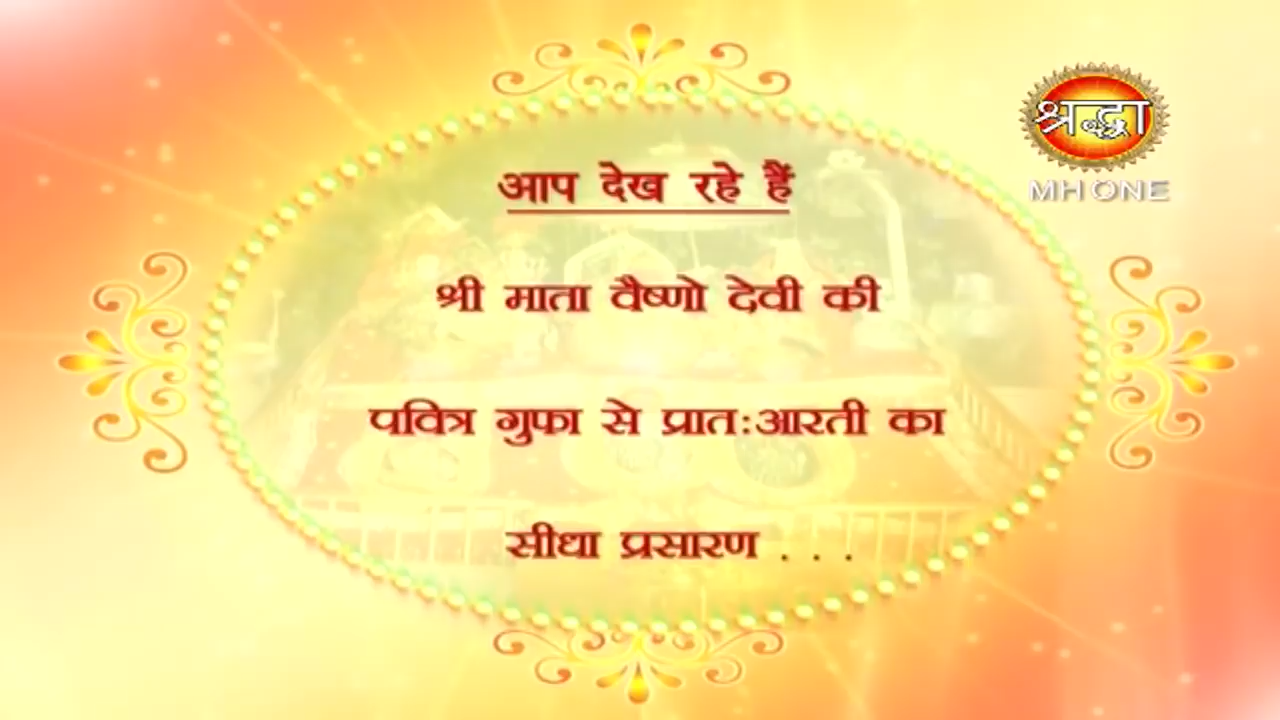 श्रद्धा
MH ONE
आप देख रहे हैं
श्री माता वैष्णो देवी की
पवित्र गुफा से प्रातःआरती का
सीधा प्रसारण . . .